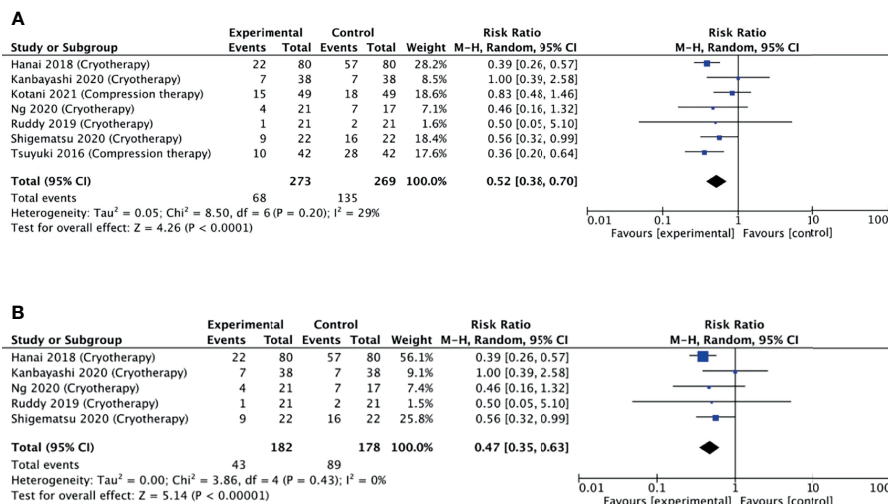 A
Experimental Control Risk Ratio Risk Ratio
Study or Subgroup Events Total Events Total Weight M-H, Random, 95% CI M-H, Random, 95% CI
Hanai 2018 (Cryotherapy) 22 80 57 80 28.2% 0.39 [0.26, 0.57]
Kanbayashi 2020 (Cryotherapy) 7 38 7 38 8.5% 1.00 [0.39, 2.58]
Kotani 2021 (Compression therapy) 15 49 18 49 18.6% 0.83 [0.48, 1.46]
Ng 2020 (Cryotherapy) 4 21 7 17 7.1% 0.46 [0.16, 1.32]
Ruddy 2019 (Cryotherapy) 1 21 2 21 1.6% 0.50 [0.05, 5.10]
Shigematsu 2020 (Cryotherapy) 9 22 16 22 18.4% 0.56 [0.32, 0.99]
Tsuyuki 2016 (Compression therapy) 10 42 28 42 17.6% 0.36 [0.20, 0.64]
Total (95% CI) 273 269 100.0% 0.52 [0.38, 0.70]
Total events 68 135
Heterogeneity: Tau² = 0.05; Chi² = 8.50, df = 6 (P = 0.20); I² = 29%
Test for overall effect: Z = 4.26 (P < 0.0001)
0.01 0.1 1 10 100
Favours [experimental] Favours [control]
B
Experimental Control Risk Ratio Risk Ratio
Study or Subgroup Events Total Events Total Weight M-H, Random, 95% CI M-H, Random, 95% CI
Hanai 2018 (Cryotherapy) 22 80 57 80 56.1% 0.39 [0.26, 0.57]
Kanbayashi 2020 (Cryotherapy) 7 38 7 38 9.1% 1.00 [0.39, 2.58]
Ng 2020 (Cryotherapy) 4 21 7 17 7.4% 0.46 [0.16, 1.32]
Ruddy 2019 (Cryotherapy) 1 21 2 21 1.5% 0.50 [0.05, 5.10]
Shigematsu 2020 (Cryotherapy) 9 22 16 22 25.8% 0.56 [0.32, 0.99]
Total (95% CI) 182 178 100.0% 0.47 [0.35, 0.63]
Total events 43 89
Heterogeneity: Tau² = 0.00; Chi² = 3.86, df = 4 (P = 0.43); I² = 0%
Test for overall effect: Z = 5.14 (P < 0.00001)
0.01 0.1 1 10 100
Favours [experimental] Favours [control]